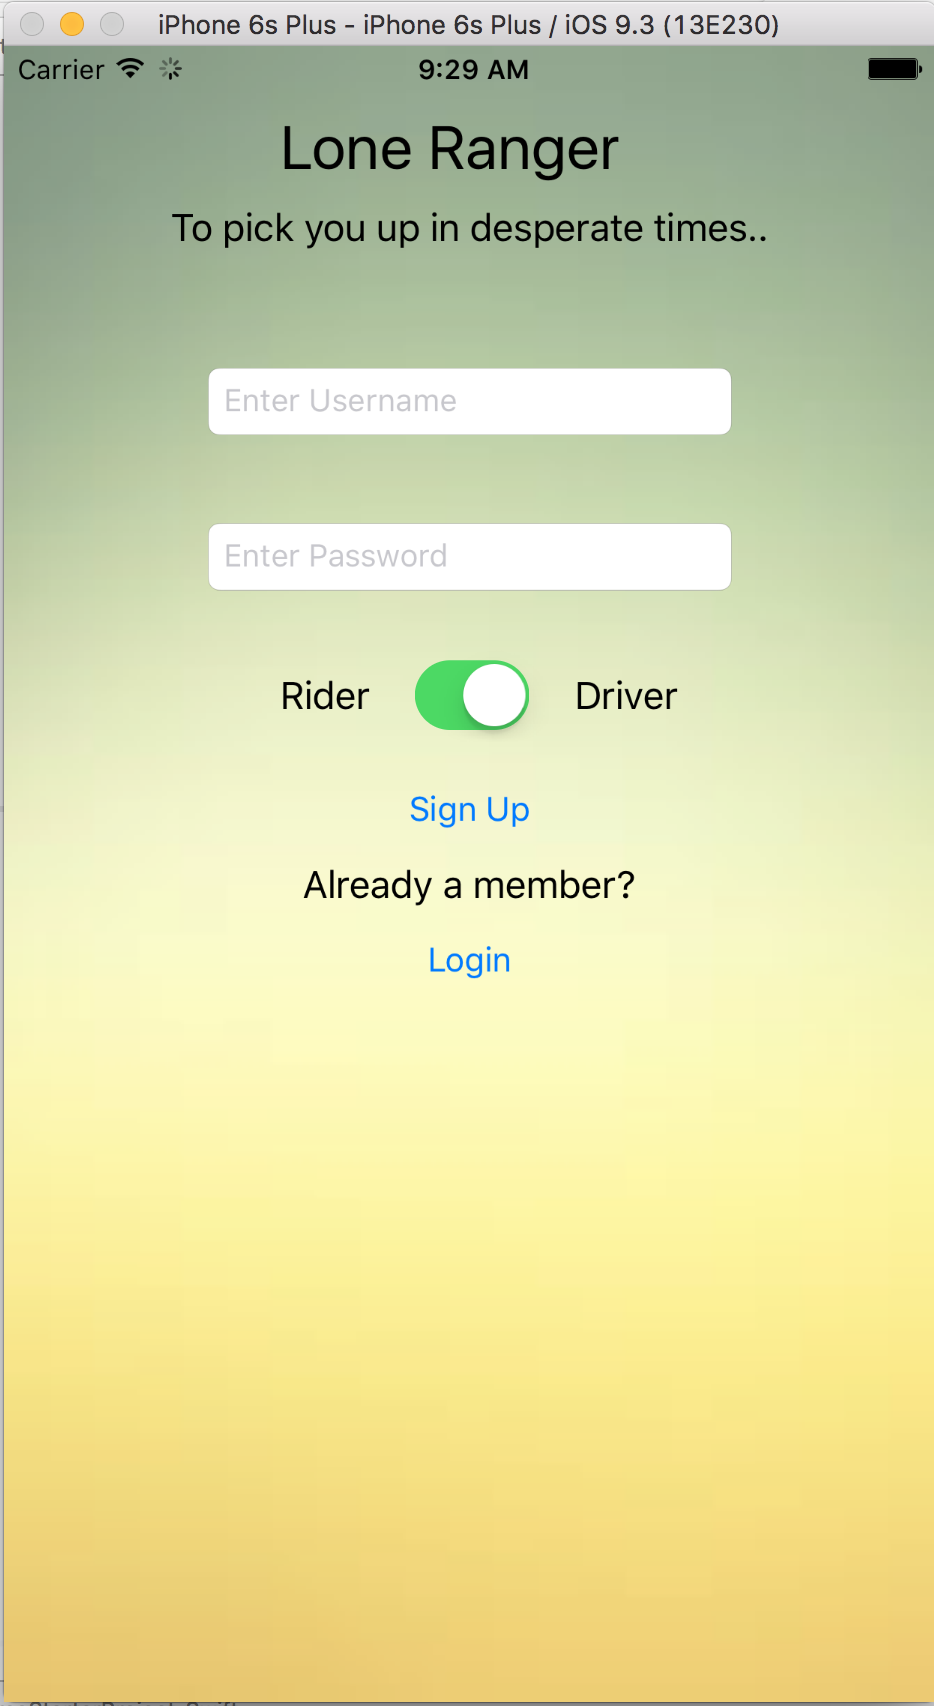 iPhone 6s Plus - iPhone 6s Plus / iOS 9.3 (13E230)
Carrier 9:29 AM
Lone Ranger
To pick you up in desperate times..
Enter Username
Enter Password
Rider Driver
Sign Up
Already a member?
Login